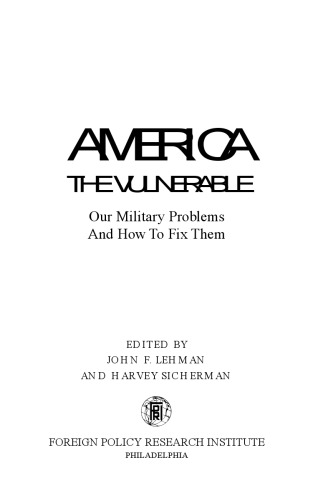 AMERICA
THE VULNERABLE
Our Military Problems
And How To Fix Them
EDITED BY
JOHN F. LEHMAN
AND HARVEY SICHERMAN
FPRI
FOREIGN POLICY RESEARCH INSTITUTE
PHILADELPHIA